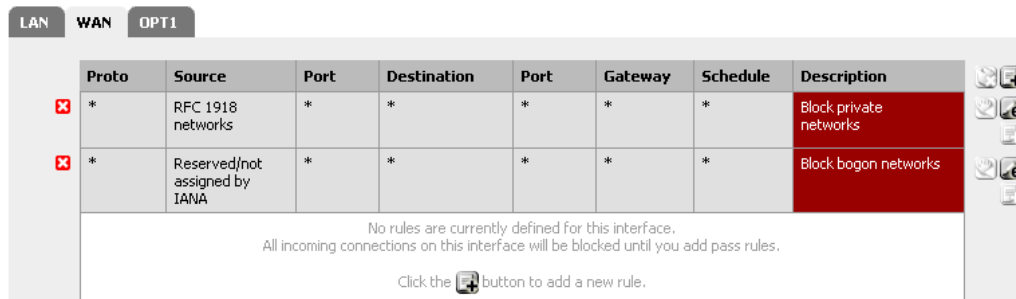 LAN WAN OPT1
Proto Source Port Destination Port Gateway Schedule Description
* RFC 1918 * * * * * Block private
networks networks
* Reserved/not * * * * * Block bogon networks
assigned by
IANA
No rules are currently defined for this interface.
All incoming connections on this interface will be blocked until you add pass rules.
Click the button to add a new rule.